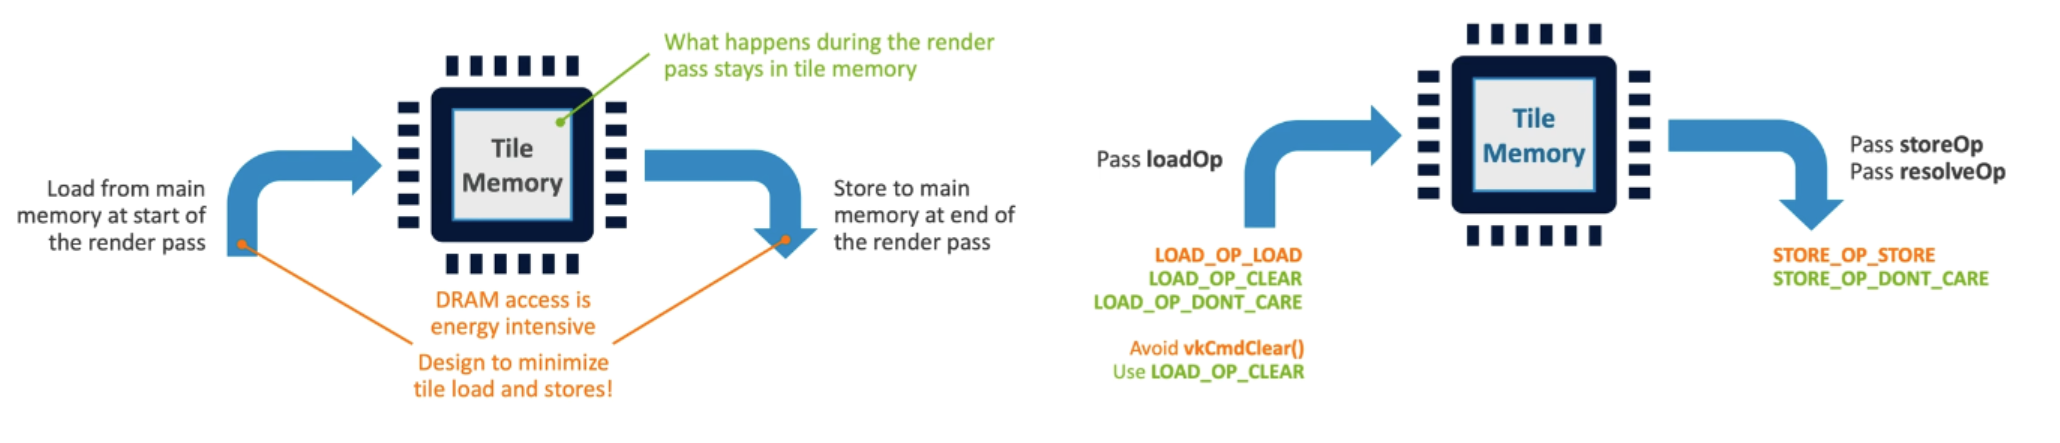 What happens during the render
pass stays in tile memory
Tile
Memory
Load from main
memory at start of
the render pass
Store to main
memory at end of
the render pass
DRAM access is
energy intensive
Design to minimize
tile load and stores!
Tile
Memory
Pass loadOp
Pass storeOp
Pass resolveOp
LOAD_OP_LOAD
LOAD_OP_CLEAR
LOAD_OP_DONT_CARE
STORE_OP_STORE
STORE_OP_DONT_CARE
Avoid vkCmdClear()
Use LOAD_OP_CLEAR